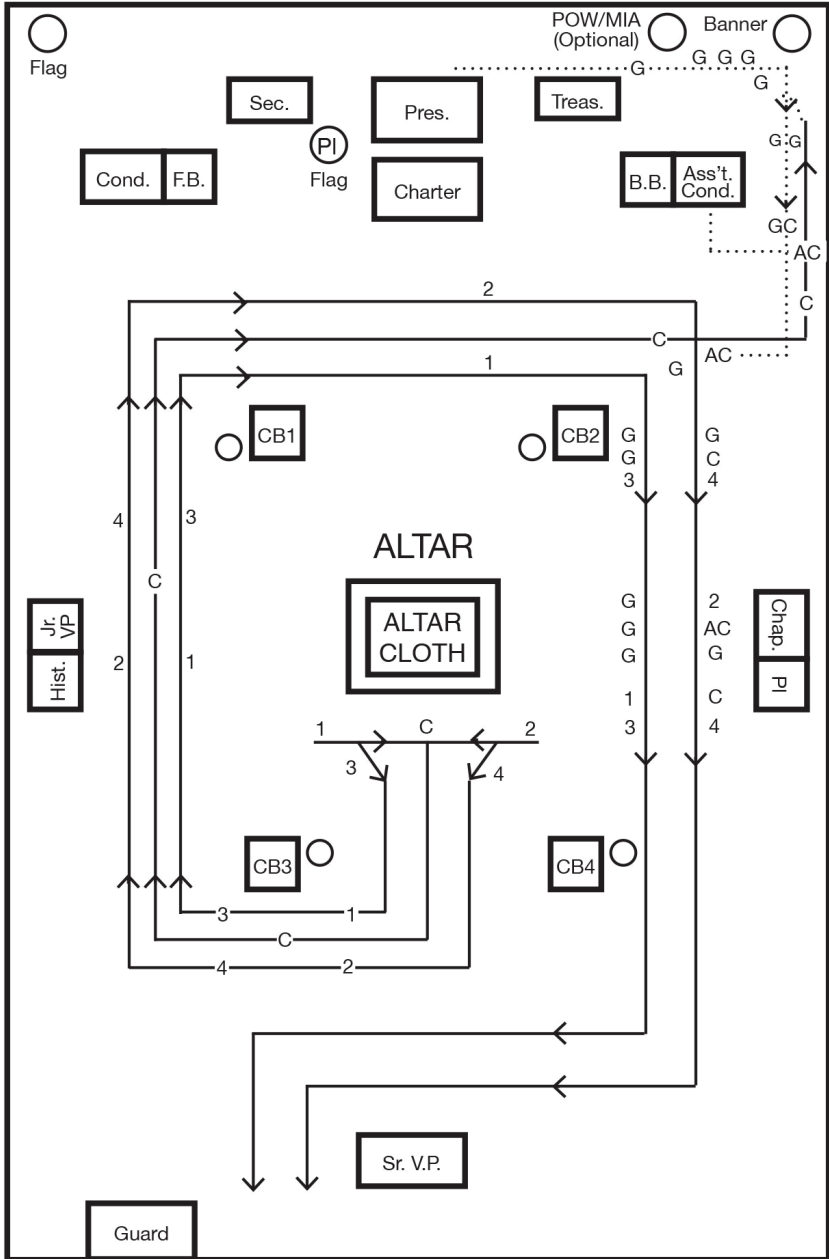 POW/MIA
(Optional)
Banner
Flag
G
G G G
G
Sec.
Pres.
Treas.
PI
Flag
G G
Cond.
F.B.
Charter
B.B.
Ass't.
Cond.
GC
AC
2
C
C
AC
1
G
CB1
CB2
G
G
3
G
C
4
4
3
ALTAR
C
ALTAR
CLOTH
Jr.
VP
Hist.
2
1
G
G
G
1
3
2
AC
G
C
4
Chap.
PI
1
C
2
3
4
CB3
CB4
3
1
C
4
2
Sr. V.P.
Guard